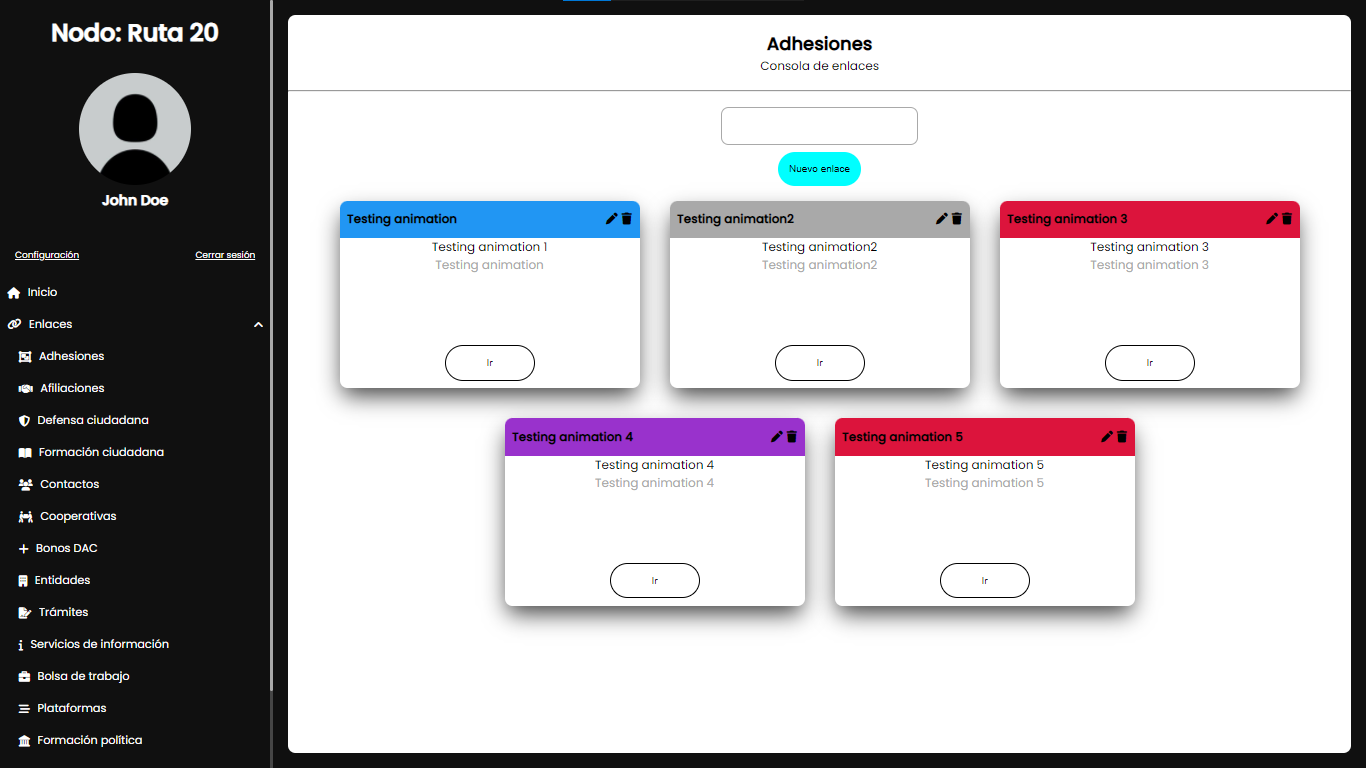 Nodo: Ruta 20
John Doe
Configuración
Cerrar sesión
Inicio
Enlaces
Adhesiones
Afiliaciones
Defensa ciudadana
Formación ciudadana
Contactos
Cooperativas
Bonos DAC
Entidades
Trámites
Servicios de información
Bolsa de trabajo
Plataformas
Formación política
Adhesiones
Consola de enlaces
Nuevo enlace
Testing animation
Testing animation 1
Testing animation
Ir
Testing animation2
Testing animation2
Testing animation2
Ir
Testing animation 3
Testing animation 3
Testing animation 3
Ir
Testing animation 4
Testing animation 4
Testing animation 4
Ir
Testing animation 5
Testing animation 5
Testing animation 5
Ir